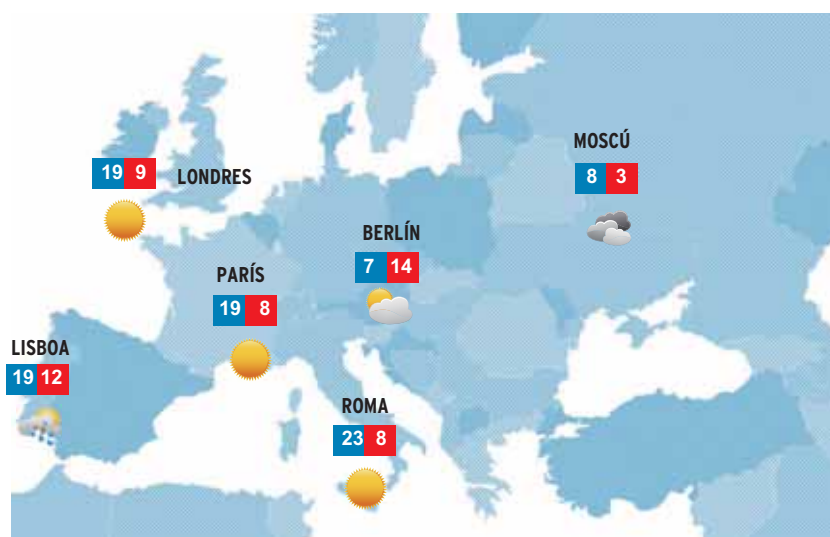 MOSCÚ
8 3
19 9
LONDRES
BERLÍN
7 14
PARÍS
19 8
LISBOA
19 12
ROMA
23 8